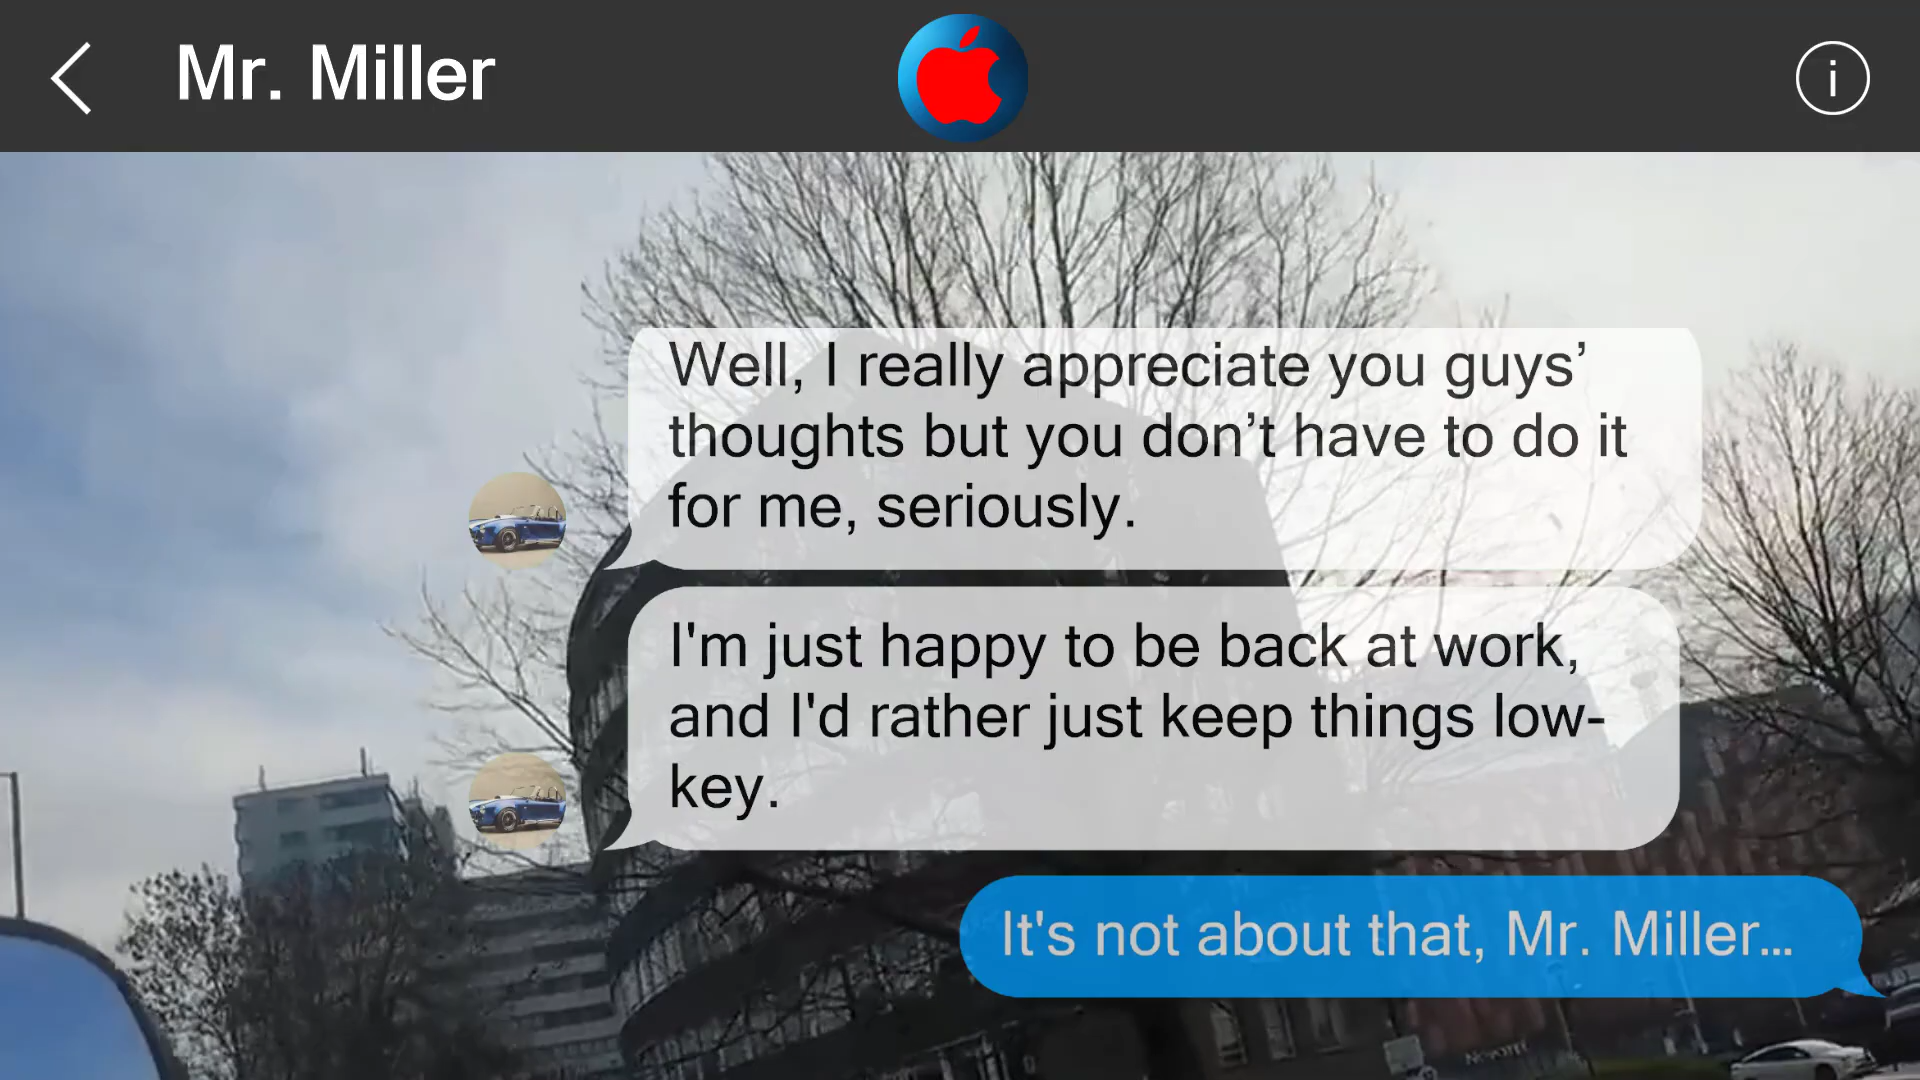 Mr. Miller
Well, I really appreciate you guys’
thoughts but you don’t have to do it
for me, seriously.
I'm just happy to be back at work,
and I'd rather just keep things low-
key.
It's not about that, Mr. Miller...
NOVOTEL